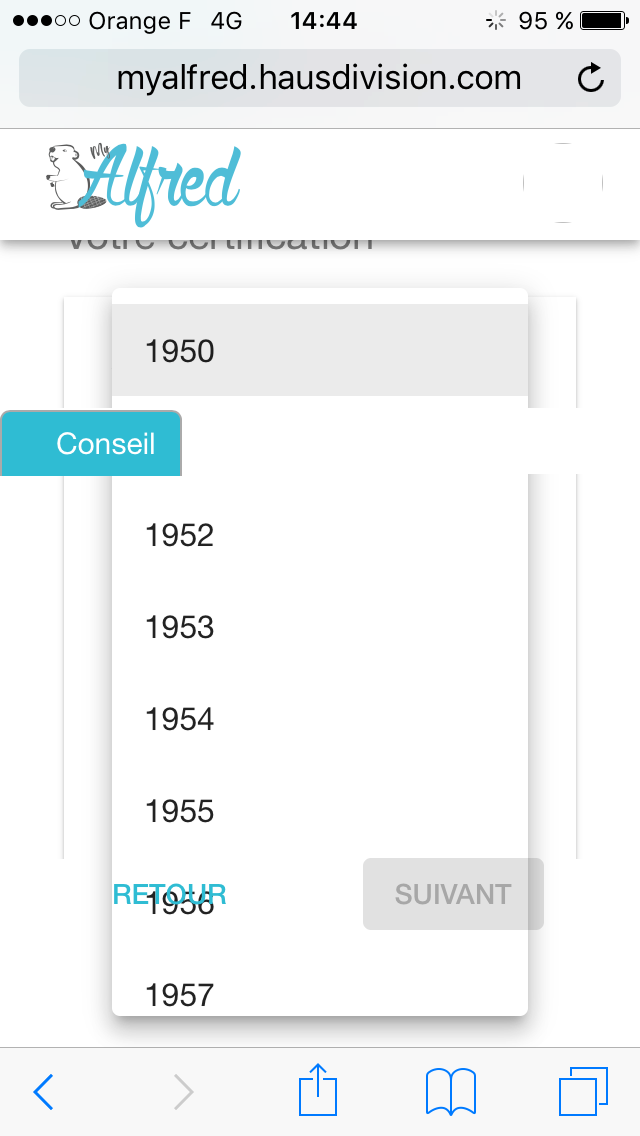 Orange F 4G 14:44 95 %
myalfred.hausdivision.com
My Alfred
Votre certification
1950
Conseil
1952
1953
1954
1955
RETOUR
1956
SUIVANT
1957